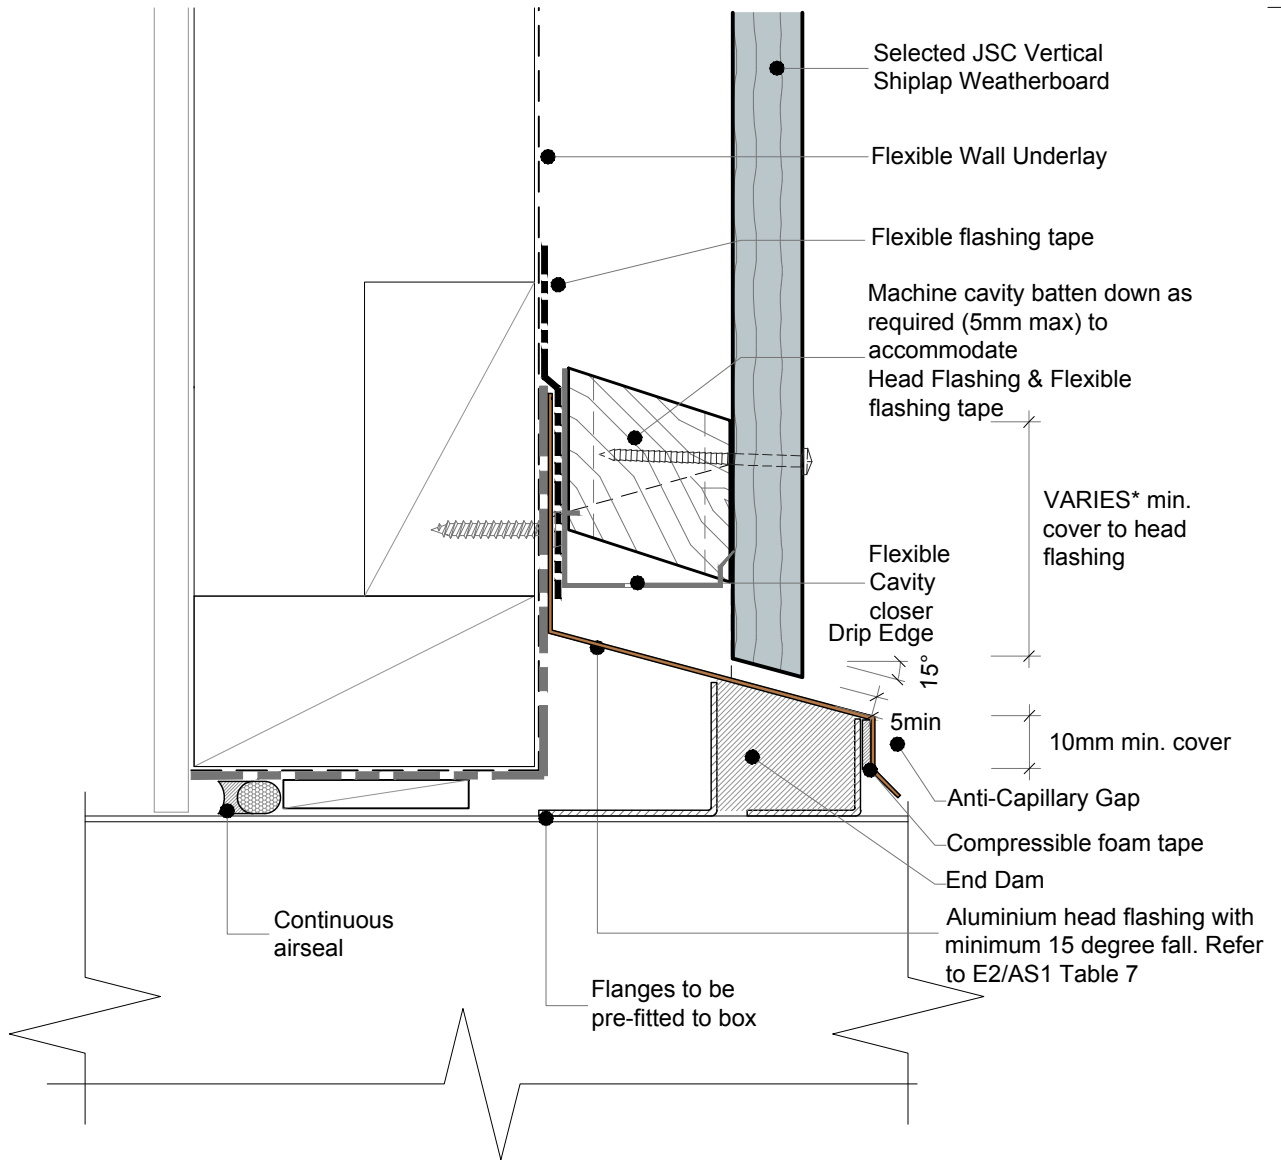 Selected JSC Vertical
Shiplap Weatherboard
Flexible Wall Underlay
Flexible flashing tape
Machine cavity batten down as
required (5mm max) to
accommodate
Head Flashing & Flexible
flashing tape
VARIES* min.
cover to head
flashing
Flexible
Cavity
closer
Drip Edge
15°
5min
10mm min. cover
Anti-Capillary Gap
Compressible foam tape
End Dam
Aluminium head flashing with
minimum 15 degree fall. Refer
to E2/AS1 Table 7
Continuous
airseal
Flanges to be
pre-fitted to box